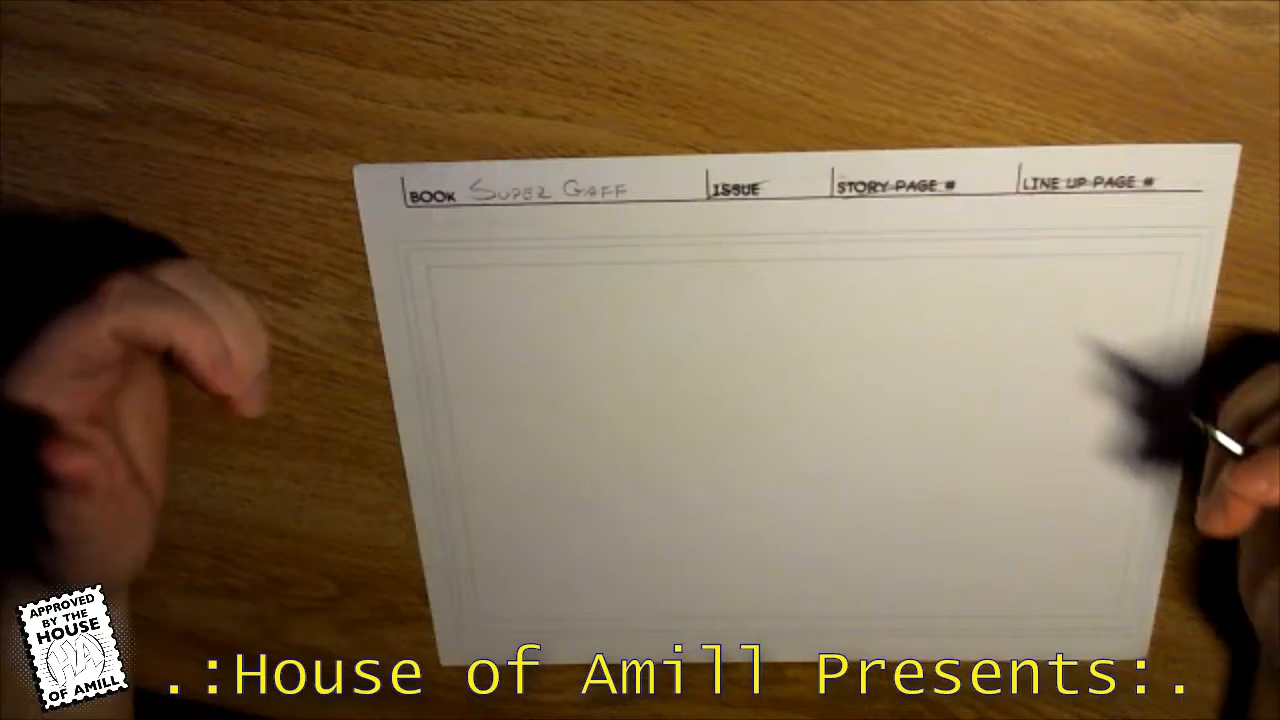 BOOK SUPER GAFF ISSUE STORY PAGE # LINE UP PAGE #
APPROVED
BY THE
HOUSE
HA
OF AMILL
.:House of Amill Presents:.